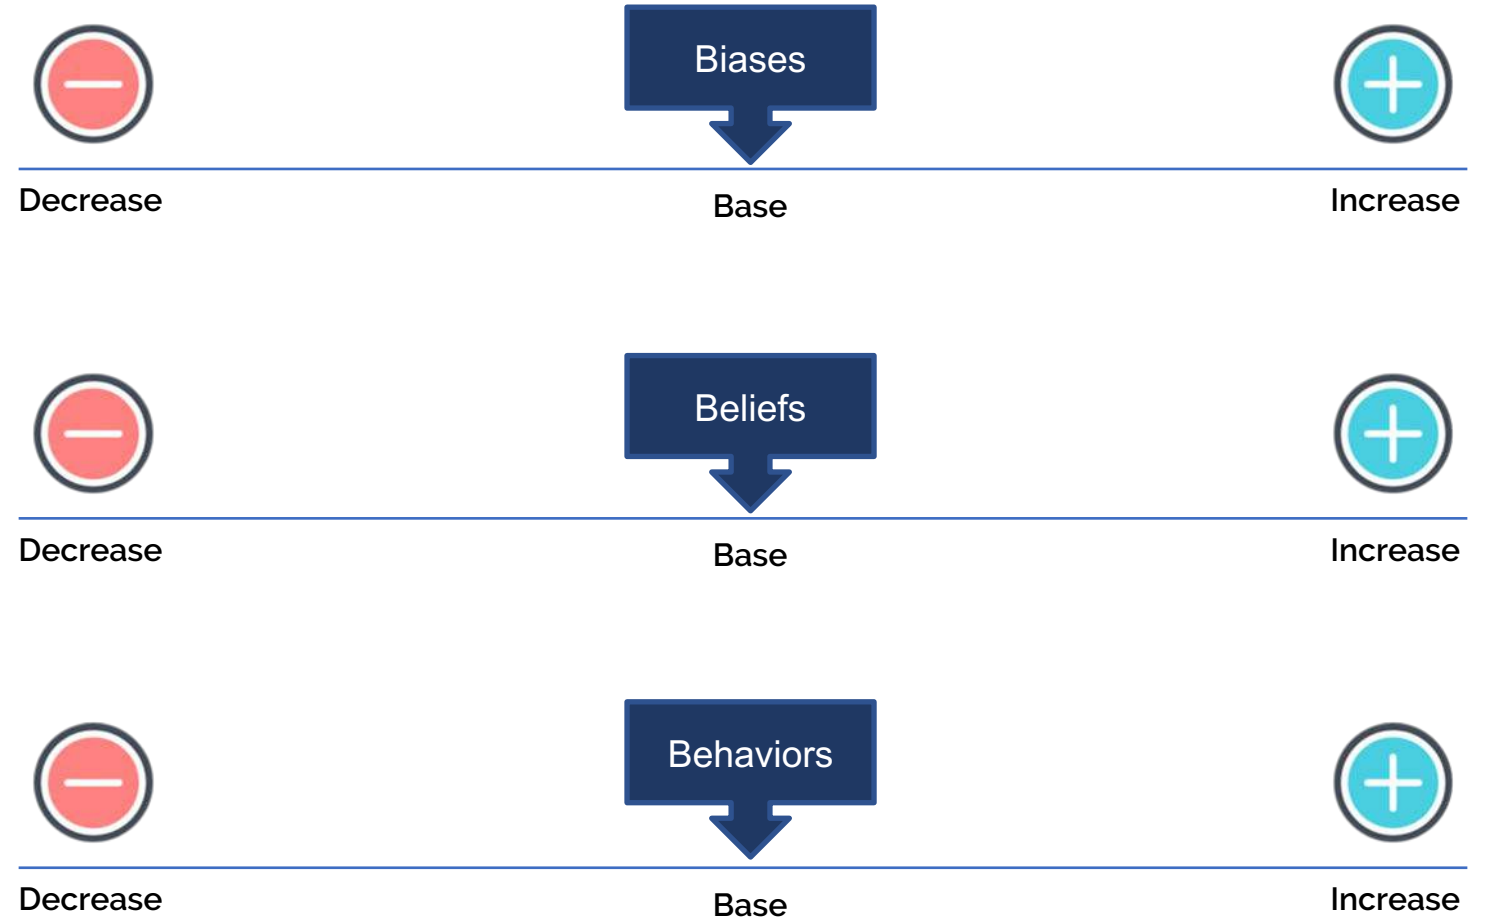 Biases
Decrease
Base
Increase
Beliefs
Decrease
Base
Increase
Behaviors
Decrease
Base
Increase